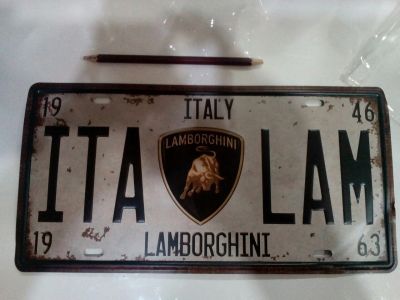 19 ITALY 46
ITA LAMBORGHINI LAM
19 LAMBORGHINI 63